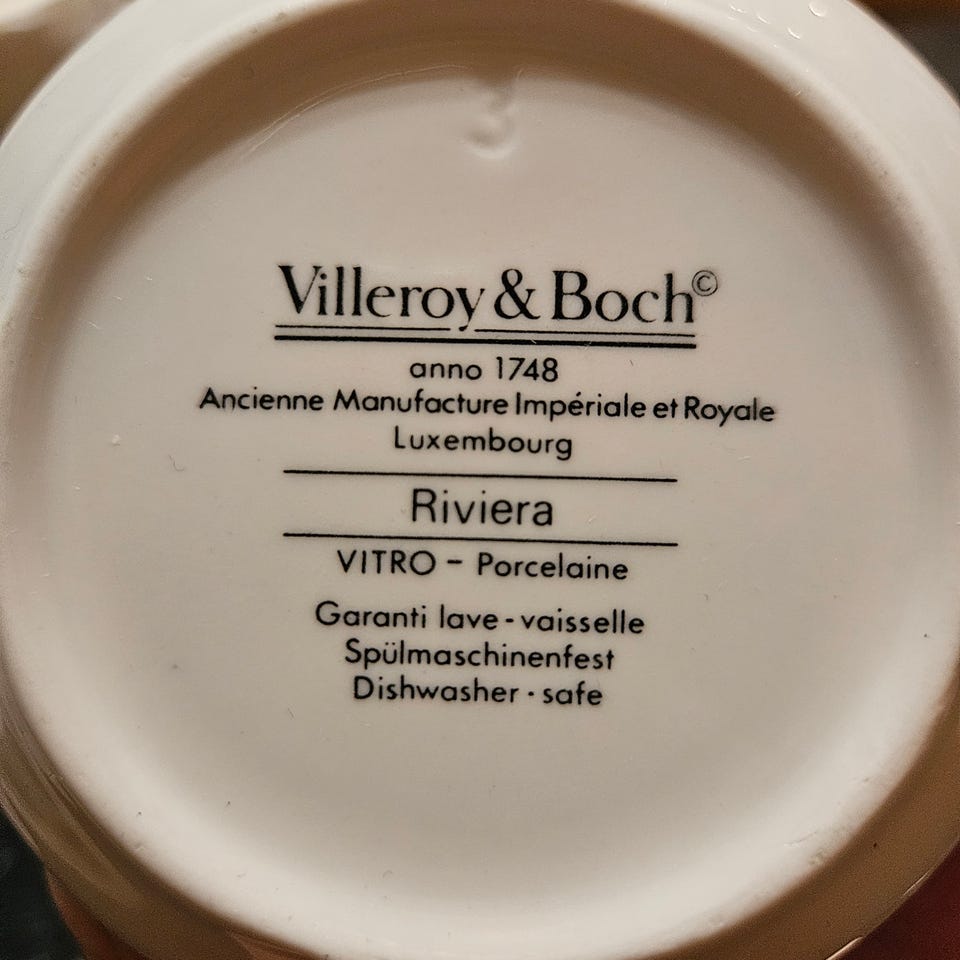 3
Villeroy & Boch©
anno 1748
Ancienne Manufacture Impériale et Royale
Luxembourg
Riviera
VITRO - Porcelaine
Garanti lave-vaisselle
Spülmaschinenfest
Dishwasher · safe